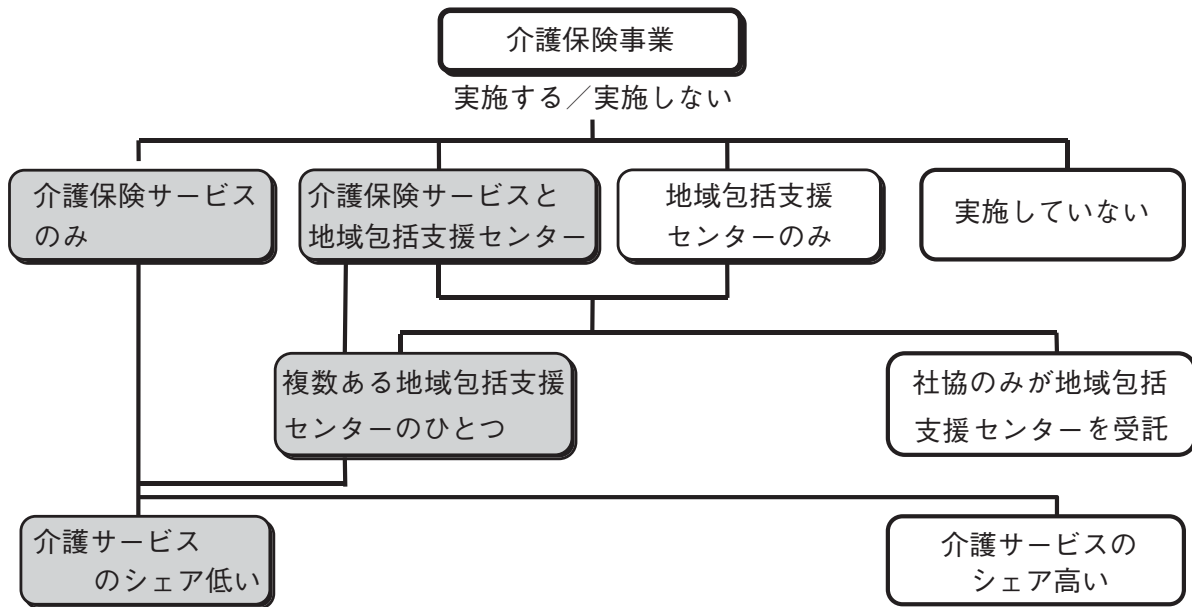 介護保険事業
実施する／実施しない
介護保険サービス
のみ
介護保険サービスと
地域包括支援センター
地域包括支援
センターのみ
実施していない
複数ある地域包括支援
センターのひとつ
社協のみが地域包括
支援センターを受託
介護サービス
のシェア低い
介護サービスの
シェア高い